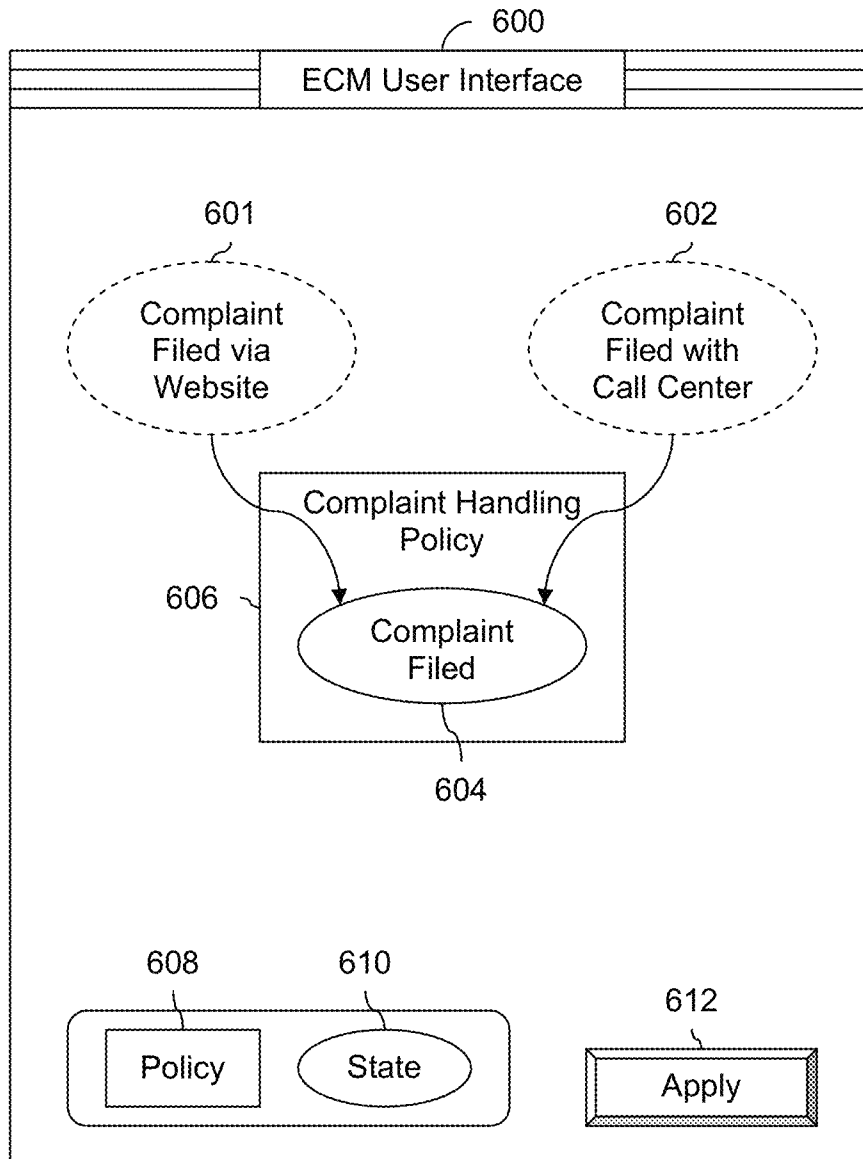 600
ECM User Interface
601
602
Complaint
Filed via
Website
Complaint
Filed with
Call Center
Complaint Handling
Policy
606
Complaint
Filed
604
608
610
612
Policy
State
Apply